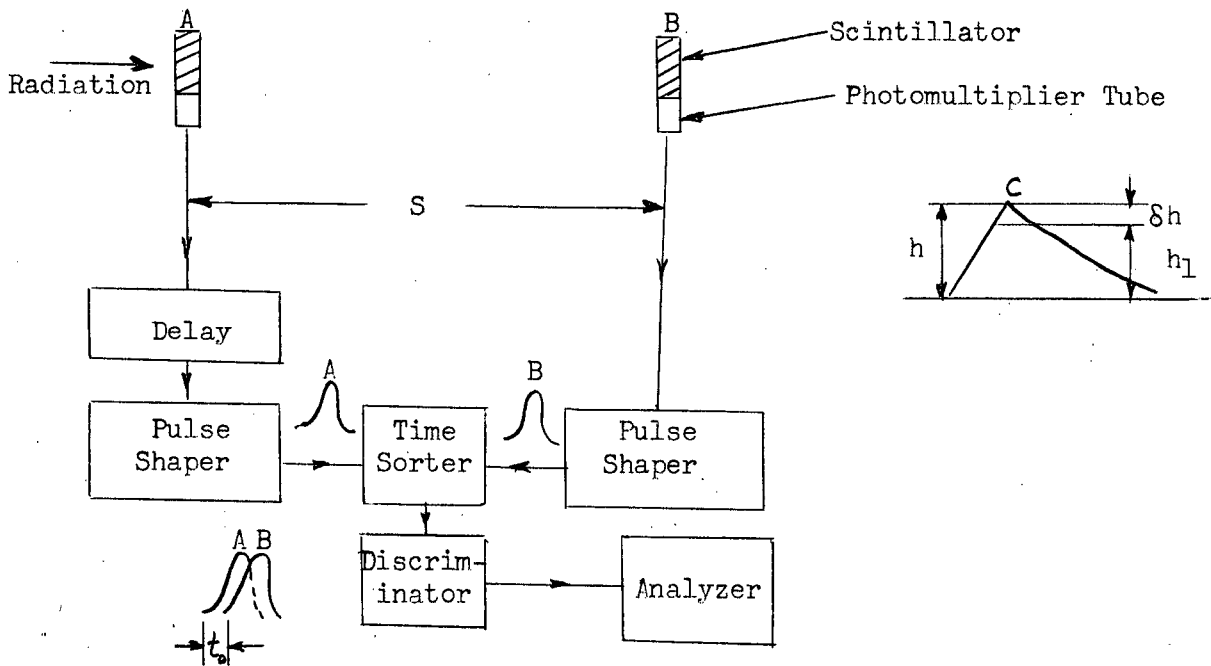 A
B
Scintillator
Radiation
Photomultiplier Tube
S
C
δh
h
h₁
Delay
A
B
Pulse
Shaper
Time
Sorter
Pulse
Shaper
A B
Discrim-
inator
Analyzer
t₀